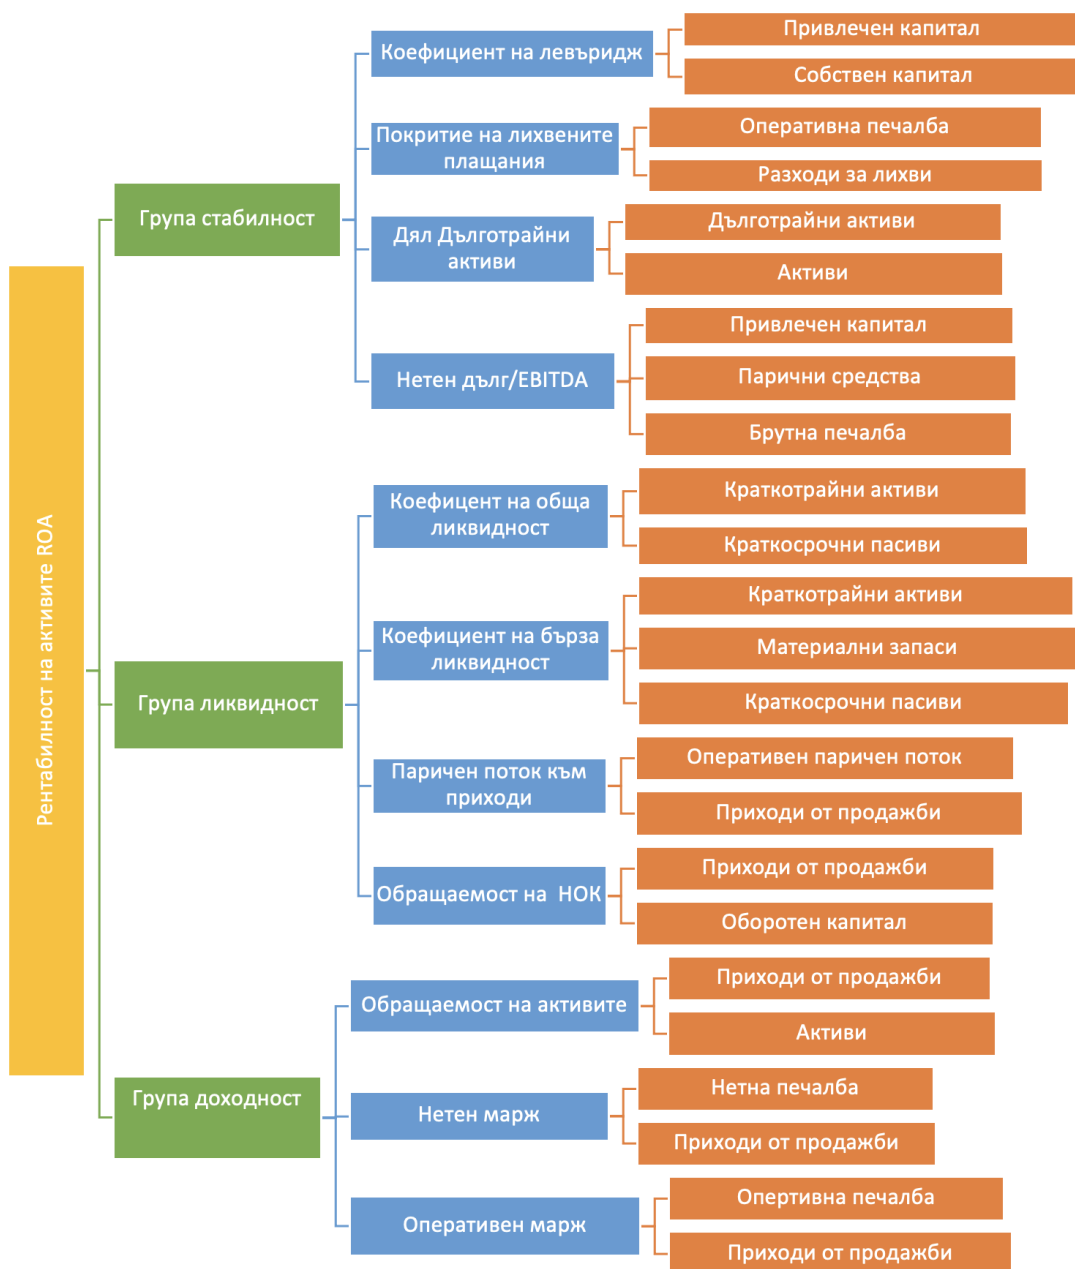 Рентабилност на активите ROA
Група стабилност
Коефициент на левъридж
Привлечен капитал
Собствен капитал
Покритие на лихвените
плащания
Оперативна печалба
Разходи за лихви
Дял Дълготрайни
активи
Дълготрайни активи
Активи
Нетен дълг/EBITDA
Привлечен капитал
Парични средства
Брутна печалба
Група ликвидност
Коефицент на обща
ликвидност
Краткотрайни активи
Краткосрочни пасиви
Коефициент на бърза
ликвидност
Краткотрайни активи
Материални запаси
Краткосрочни пасиви
Паричен поток към
приходи
Оперативен паричен поток
Приходи от продажби
Обращаемост на НОК
Приходи от продажби
Оборотен капитал
Група доходност
Обращаемост на активите
Приходи от продажби
Активи
Нетен марж
Нетна печалба
Приходи от продажби
Оперативен марж
Опертивна печалба
Приходи от продажби